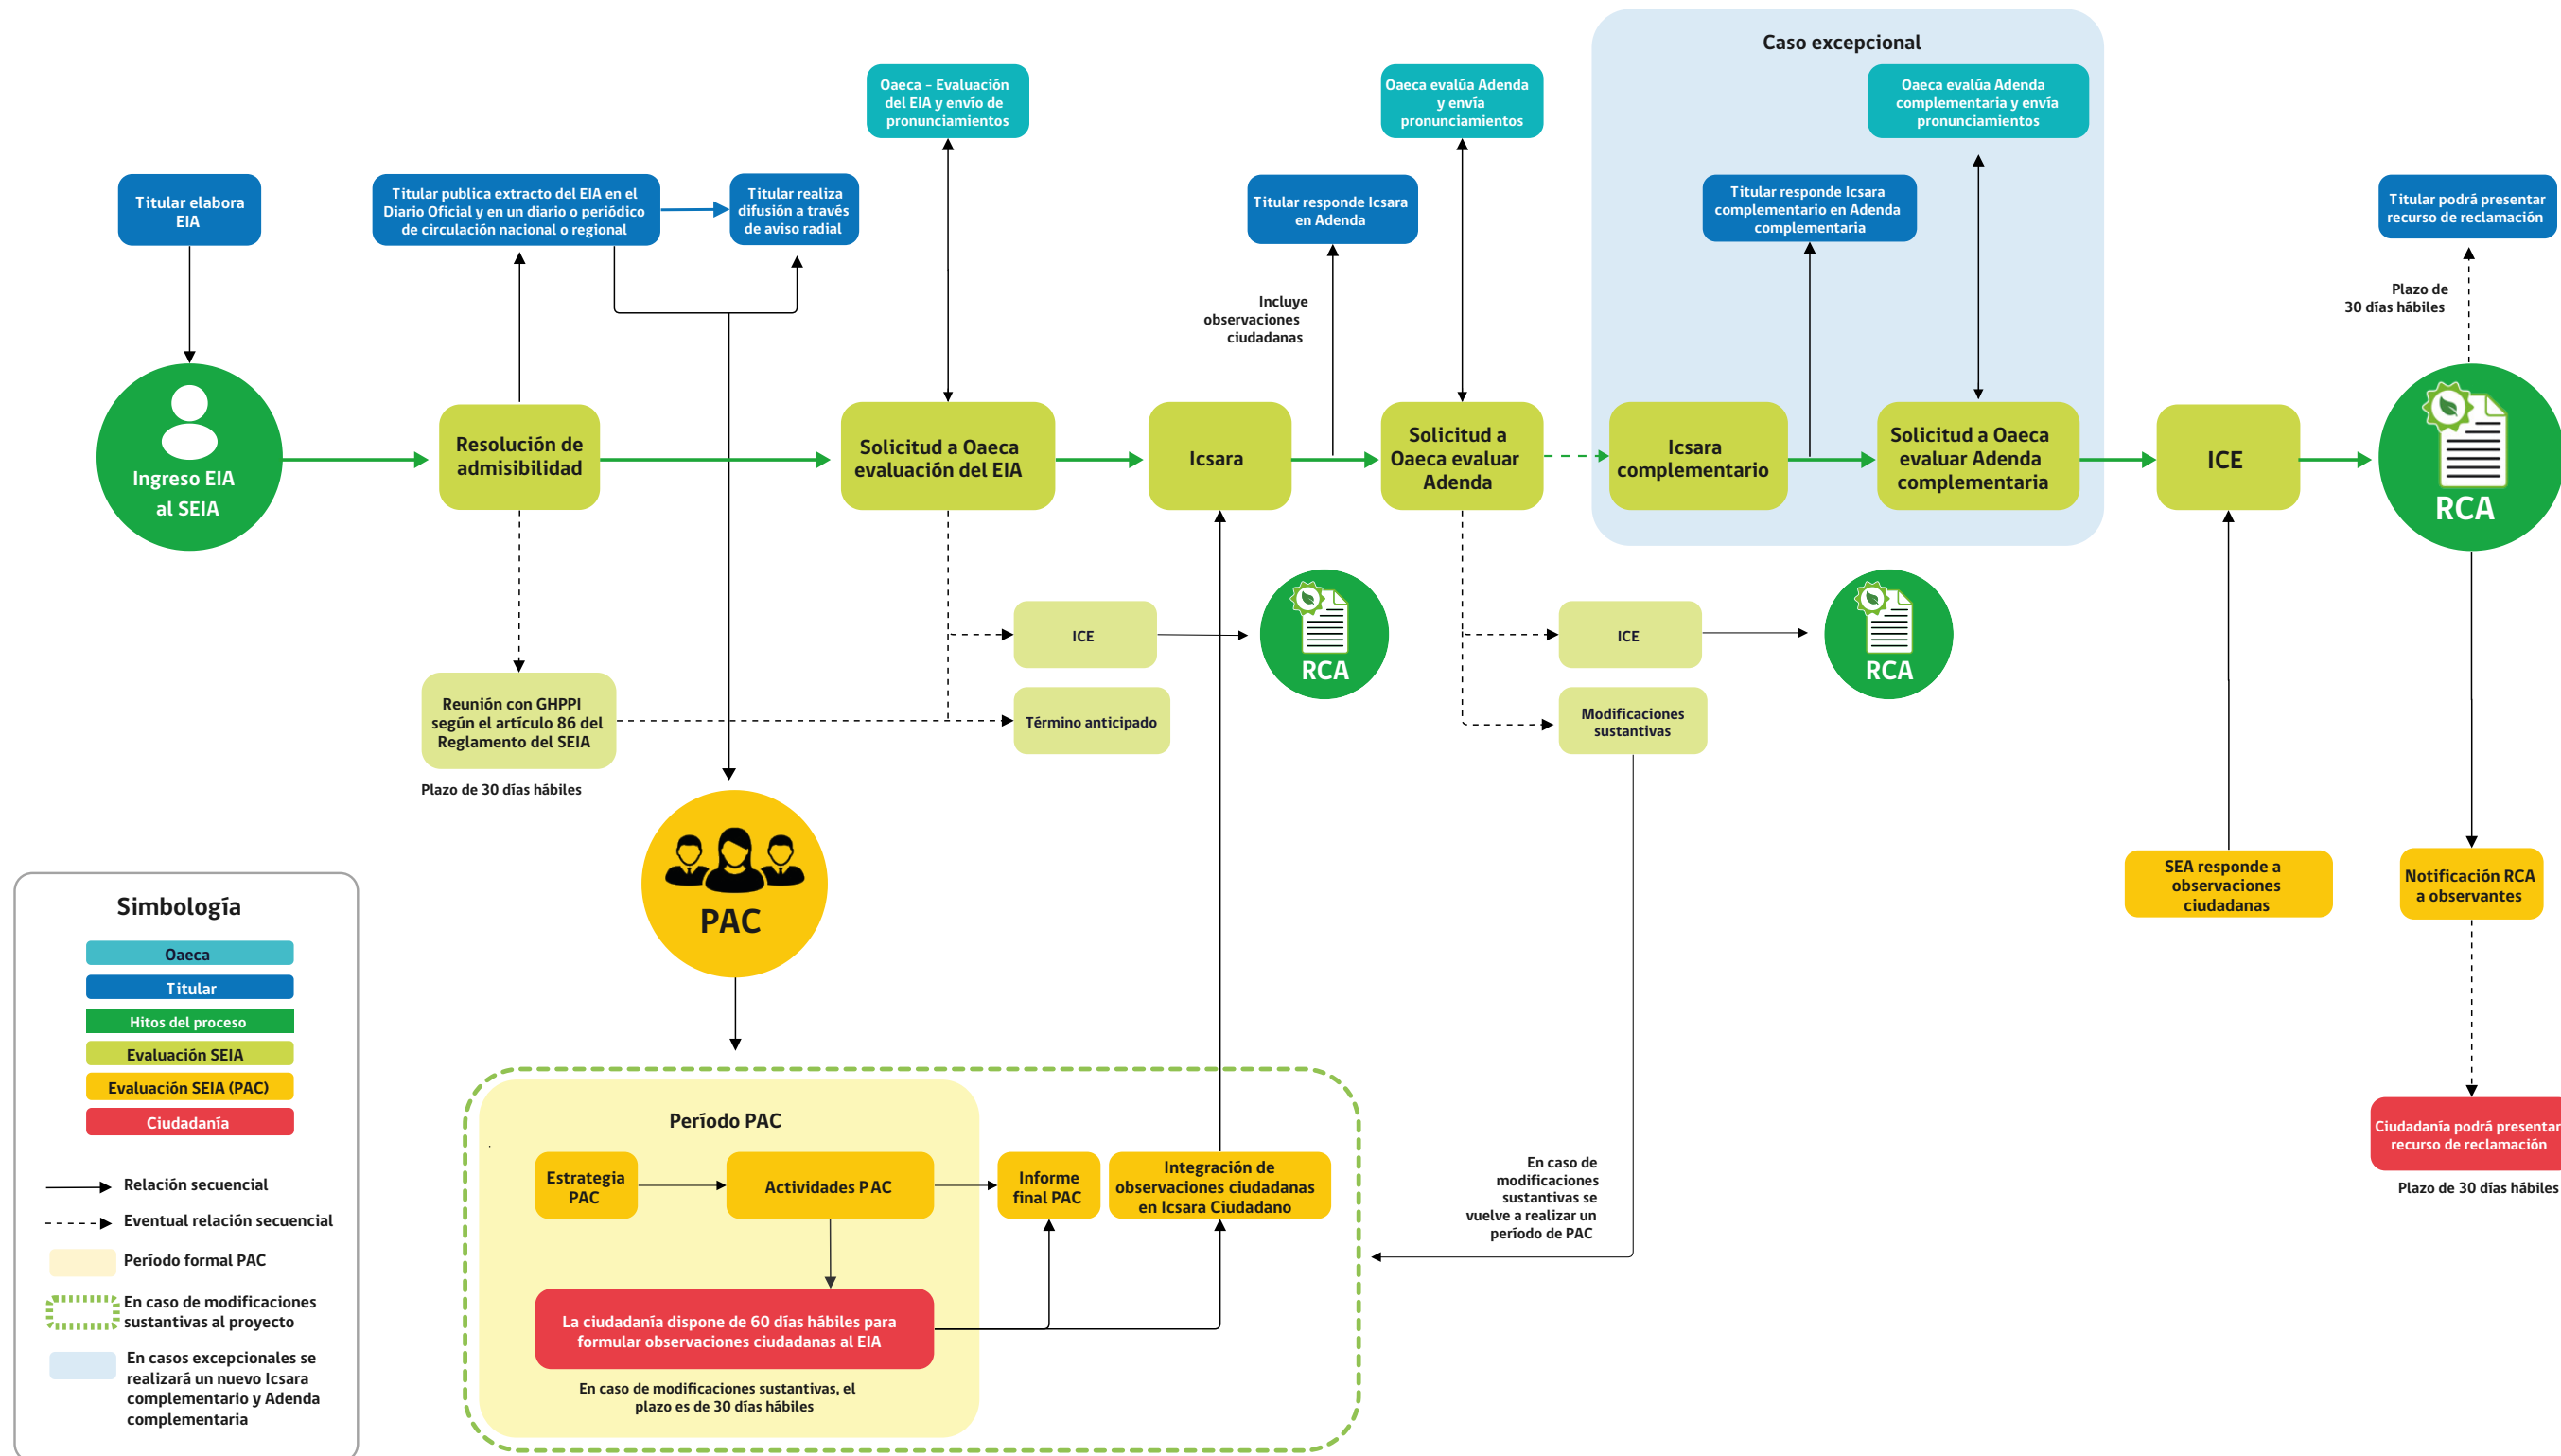 Caso excepcional
Oaeca – Evaluación
del EIA y envío de
pronunciamientos
Oaeca evalúa Adenda
y envía
pronunciamientos
Oaeca evalúa Adenda
complementaria y envía
pronunciamientos
Titular elabora
EIA
Titular publica extracto del EIA en el
Diario Oficial y en un diario o periódico
de circulación nacional o regional
Titular realiza
difusión a través
de aviso radial
Titular responde Icsara
en Adenda
Titular responde Icsara
complementario en Adenda
complementaria
Titular podrá presentar
recurso de reclamación
Incluye
observaciones
ciudadanas
Plazo de
30 días hábiles
Ingreso EIA
al SEIA
Resolución de
admisibilidad
Solicitud a Oaeca
evaluación del EIA
Icsara
Solicitud a
Oaeca evaluar
Adenda
Icsara
complementario
Solicitud a Oaeca
evaluar Adenda
complementaria
ICE
RCA
ICE
RCA
ICE
RCA
Reunión con GHPPI
según el artículo 86 del
Reglamento del SEIA
Plazo de 30 días hábiles
Término anticipado
Modificaciones
sustantivas
PAC
SEA responde a
observaciones
ciudadanas
Notificación RCA
a observantes
Ciudadanía podrá presentar
recurso de reclamación
Plazo de 30 días hábiles
Período PAC
Estrategia
PAC
Actividades PAC
Informe
final PAC
Integración de
observaciones ciudadanas
en Icsara Ciudadano
La ciudadanía dispone de 60 días hábiles para
formular observaciones ciudadanas al EIA
En caso de modificaciones sustantivas, el
plazo es de 30 días hábiles
En caso de
modificaciones
sustantivas se
vuelve a realizar un
período de PAC
Simbología
Oaeca
Titular
Hitos del proceso
Evaluación SEIA
Evaluación SEIA (PAC)
Ciudadanía
Relación secuencial
Eventual relación secuencial
Período formal PAC
En caso de modificaciones
sustantivas al proyecto
En casos excepcionales se
realizará un nuevo Icsara
complementario y Adenda
complementaria